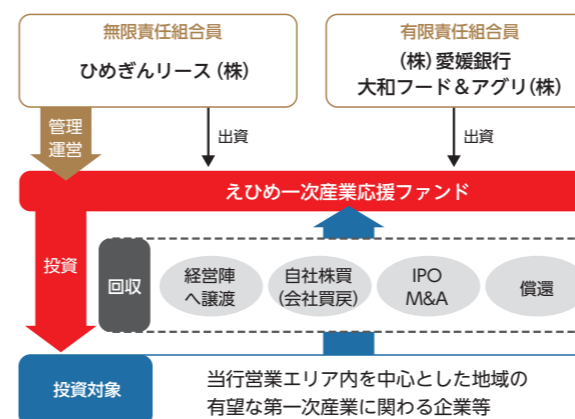 無限責任組合員
ひめぎんリース(株)
有限責任組合員
(株)愛媛銀行
大和フード&アグリ(株)
管理
運営
出資
出資
えひめ一次産業応援ファンド
投資
回収
経営陣
へ譲渡
自社株買
(会社買戻)
IPO
M&A
償還
投資対象
当行営業エリア内を中心とした地域の
有望な第一次産業に関わる企業等